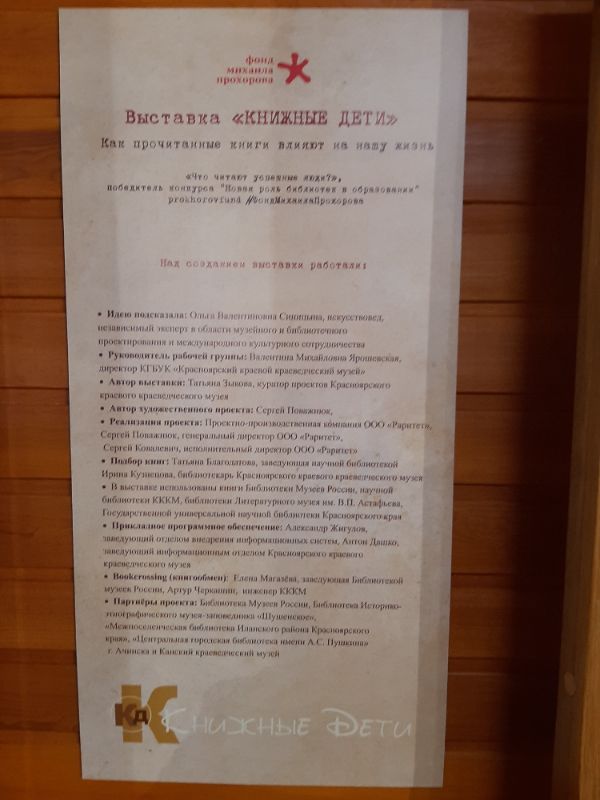 фонд
михаила
прохорова
Выставка «КНИЖНЫЕ ДЕТИ»
Как прочитанные книги влияют на нашу жизнь
«Что читают успешные люди?»,
победитель конкурса "Новая роль библиотек в образовании"
prokhorovfund #ФондМихаилаПрохорова
Над созданием выставки работали:
• Идею подсказала: Ольга Валентиновна Синицына, искусствовед,
независимый эксперт в области музейного и библиотечного
проектирования и международного культурного сотрудничества
• Руководитель рабочей группы: Валентина Михайловна Ярошевская,
директор КГБУК «Красноярский краевой краеведческий музей»
• Автор выставки: Татьяна Зыкова, куратор проектов Красноярского
краевого краеведческого музея
• Автор художественного проекта: Сергей Поважнюк,
• Реализация проекта: Проектно-производственная компания ООО «Раритет»,
Сергей Поважнюк, генеральный директор ООО «Раритет»,
Сергей Ковалевич, исполнительный директор ООО «Раритет»
• Подбор книг: Татьяна Благодатова, заведующая научной библиотекой
Ирина Кузнецова, библиотекарь Красноярского краевого краеведческого музея
• В выставке использованы книги Библиотеки Музеев России, научной
библиотеки КККМ, библиотеки Литературного музея им. В.П. Астафьева,
Государственной универсальной научной библиотеки Красноярского края
• Прикладное программное обеспечение: Александр Жигулов,
заведующий отделом внедрения информационных систем, Антон Дашко,
заведующий информационным отделом Красноярского краевого
краеведческого музея
• Bookcrossing (книгообмен): Елена Магазёва, заведующая Библиотекой
музеев России, Артур Черкашин, инженер КККМ
• Партнёры проекта: Библиотека Музеев России, Библиотека Историко-
этнографического музея-заповедника «Шушенское»,
«Межпоселенческая библиотека Иланского района Красноярского
края», «Центральная городская библиотека имени А.С. Пушкина»
г. Ачинска и Канский краеведческий музей
К
Кд Книжные Дети